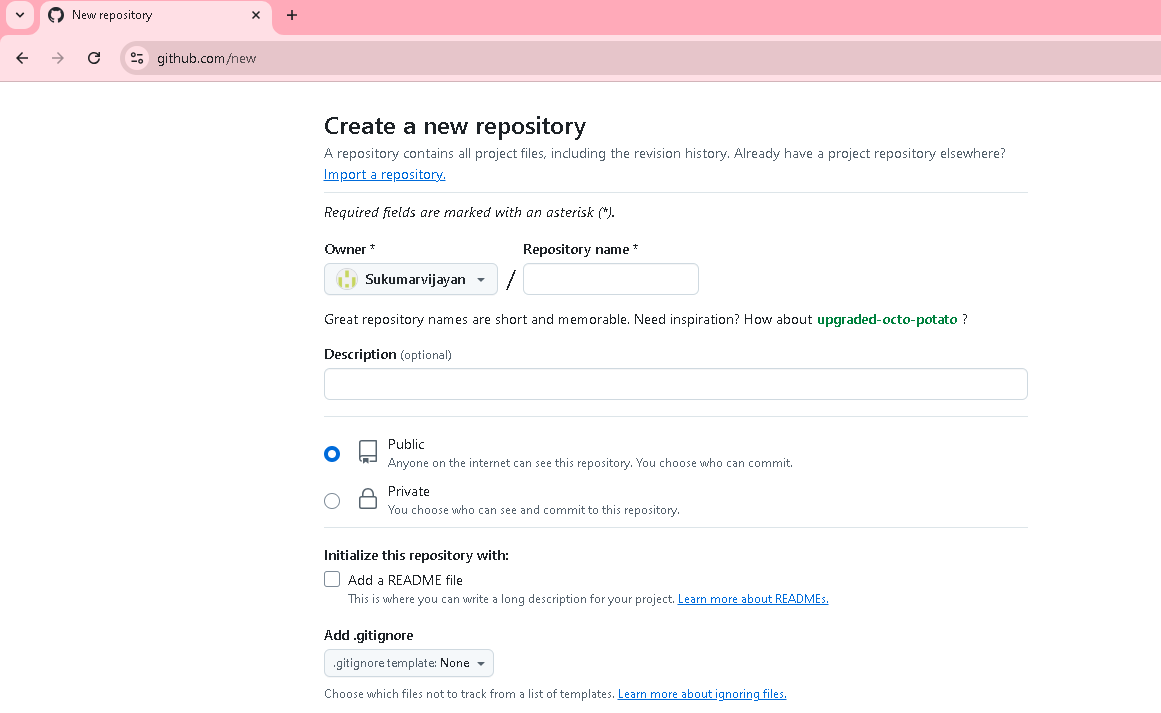 New repository
github.com/new
Create a new repository
A repository contains all project files, including the revision history. Already have a project repository elsewhere?
Import a repository.
Required fields are marked with an asterisk (*).
Owner * Repository name *
Sukumarvijayan /
Great repository names are short and memorable. Need inspiration? How about upgraded-octo-potato ?
Description (optional)
Public
Anyone on the internet can see this repository. You choose who can commit.
Private
You choose who can see and commit to this repository.
Initialize this repository with:
Add a README file
This is where you can write a long description for your project. Learn more about READMEs.
Add .gitignore
.gitignore template: None
Choose which files not to track from a list of templates. Learn more about ignoring files.